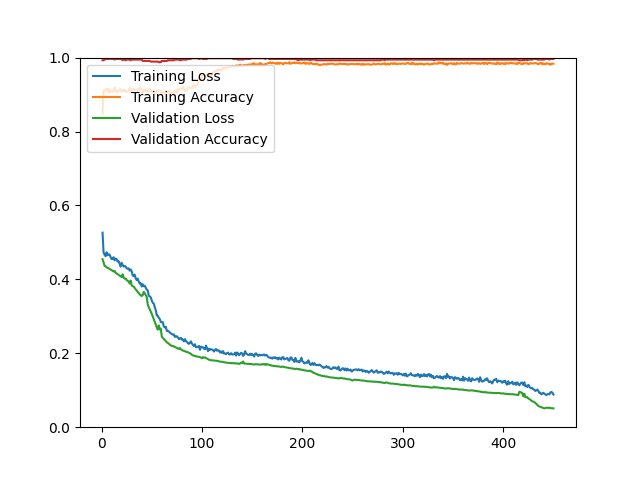 1.0
0.8
0.6
0.4
0.2
0.0
0 100 200 300 400
Training Loss
Training Accuracy
Validation Loss
Validation Accuracy